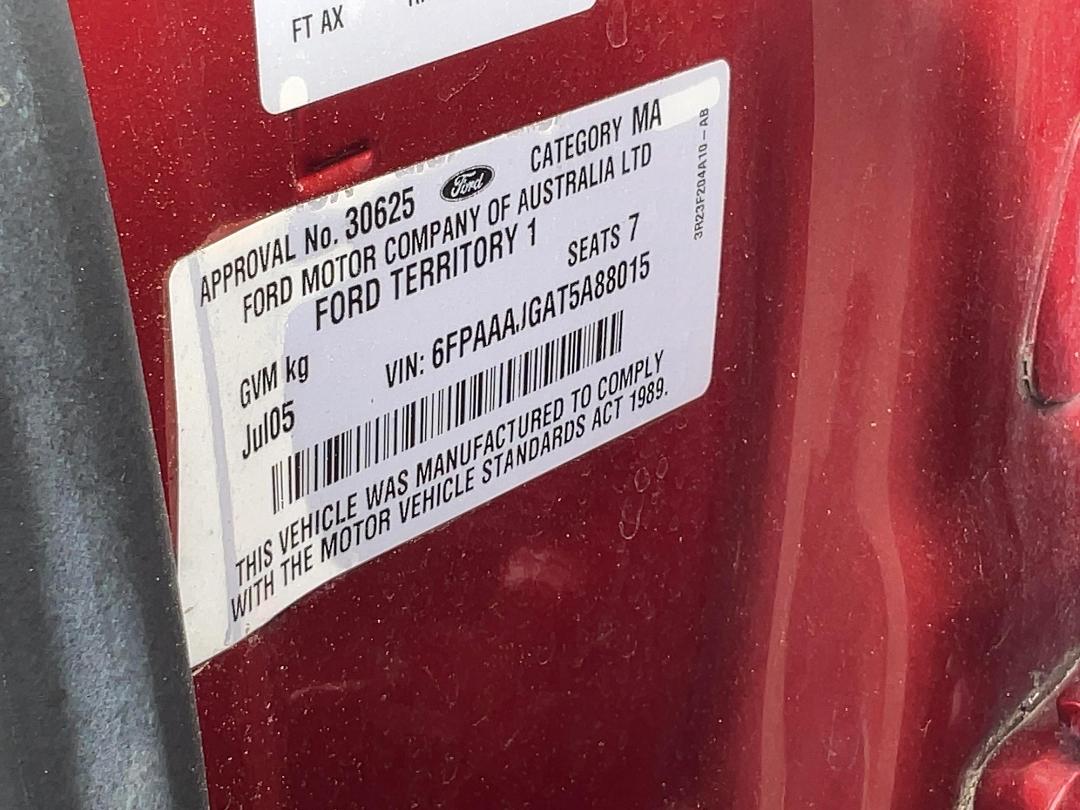 FT AX
APPROVAL No. 30625 Ford CATEGORY MA
FORD MOTOR COMPANY OF AUSTRALIA LTD
FORD TERRITORY 1 SEATS 7
GVM kg VIN: 6FPAAAJGAT5A88015
Jul05
THIS VEHICLE WAS MANUFACTURED TO COMPLY
WITH THE MOTOR VEHICLE STANDARDS ACT 1989.
3R23F204A10 – AB